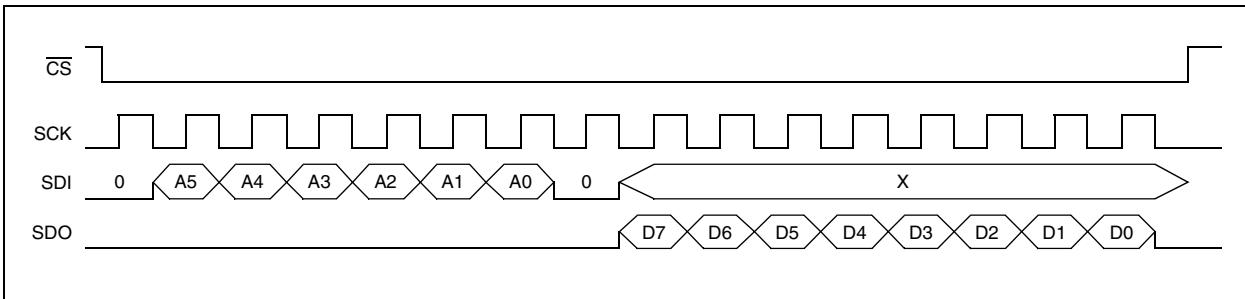 CS
SCK
SDI 0 A5 A4 A3 A2 A1 A0 0 X
SDO D7 D6 D5 D4 D3 D2 D1 D0